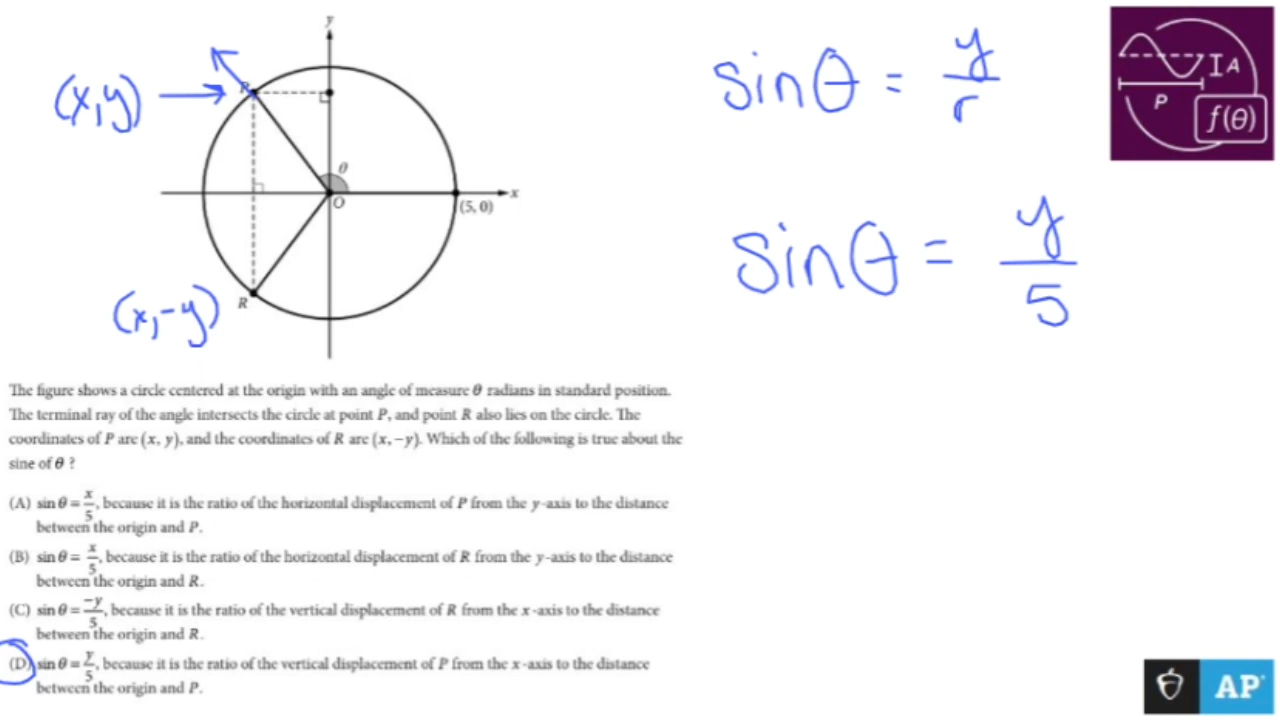 y
(x,y)
P
θ
O
x
(5, 0)
R
(x,-y)
sinθ = y/r
sinθ = y/5
A
P
f(θ)
The figure shows a circle centered at the origin with an angle of measure θ radians in standard position.
The terminal ray of the angle intersects the circle at point P, and point R also lies on the circle. The
coordinates of P are (x, y), and the coordinates of R are (x, −y). Which of the following is true about the
sine of θ ?
(A) sin θ = x/5, because it is the ratio of the horizontal displacement of P from the y-axis to the distance
between the origin and P.
(B) sin θ = x/5, because it is the ratio of the horizontal displacement of R from the y-axis to the distance
between the origin and R.
(C) sin θ = −y/5, because it is the ratio of the vertical displacement of R from the x-axis to the distance
between the origin and R.
(D) sin θ = y/5, because it is the ratio of the vertical displacement of P from the x-axis to the distance
between the origin and P.
AP